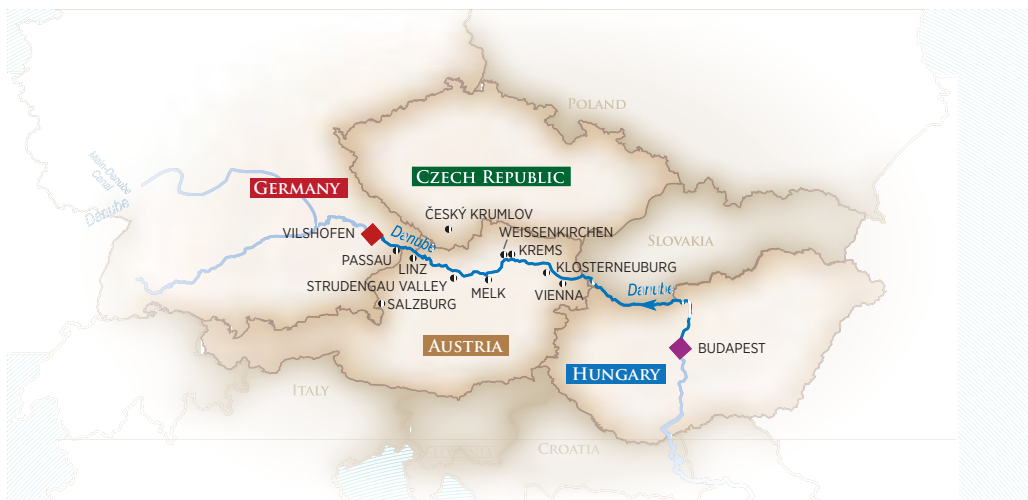 POLAND
Main-Danube
Canal
Danube
CZECH REPUBLIC
GERMANY
ČESKÝ KRUMLOV
VILSHOFEN
Danube
WEISSENKIRCHEN
SLOVAKIA
KREMS
PASSAU
LINZ
KLOSTERNEUBURG
STRUDENGAU VALLEY
MELK
VIENNA
Danube
SALZBURG
AUSTRIA
BUDAPEST
HUNGARY
ITALY
CROATIA
SLOVENIA